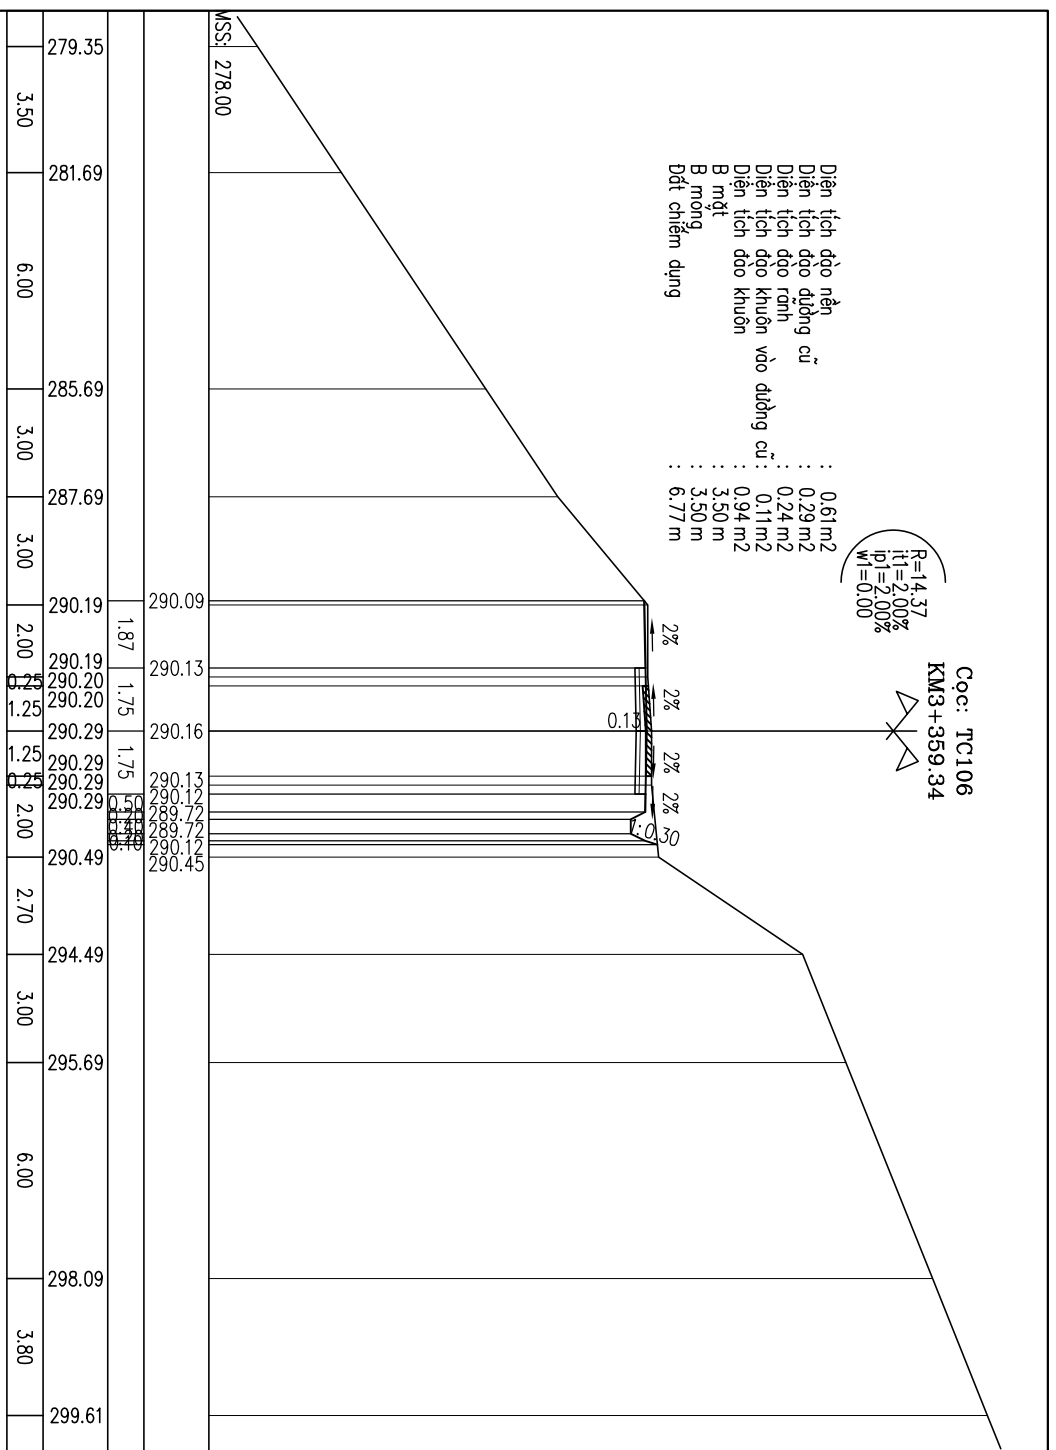 Cọc: TC106
KM3+359.34
R=14.37
it1=2.00%
ip1=2.00%
w1=0.00
Diện tích đào nền : 0.61 m2
Diện tích đào đường cũ : 0.29 m2
Diện tích đào rãnh : 0.24 m2
Diện tích đào khuôn vào đường cũ : 0.11 m2
Diện tích đào khuôn : 0.94 m2
B mặt : 3.50 m
B móng : 3.50 m
Đất chiếm dụng : 6.77 m
2% 2% 2% 2%
0.13
1:0.30
MSS: 278.00
290.09 290.13 290.16 290.13 290.12 289.72 289.72 290.12 290.45
1.87 1.75 1.75 0.50 0.20 0.40 0.20 0.10
279.35 281.69 285.69 287.69 290.19 290.19 290.20 290.20 290.29 290.29 290.29 290.29 290.49 294.49 295.69 298.09 299.61
3.50 6.00 3.00 3.00 2.00 0.25 1.25 1.25 0.25 2.00 2.70 3.00 6.00 3.80